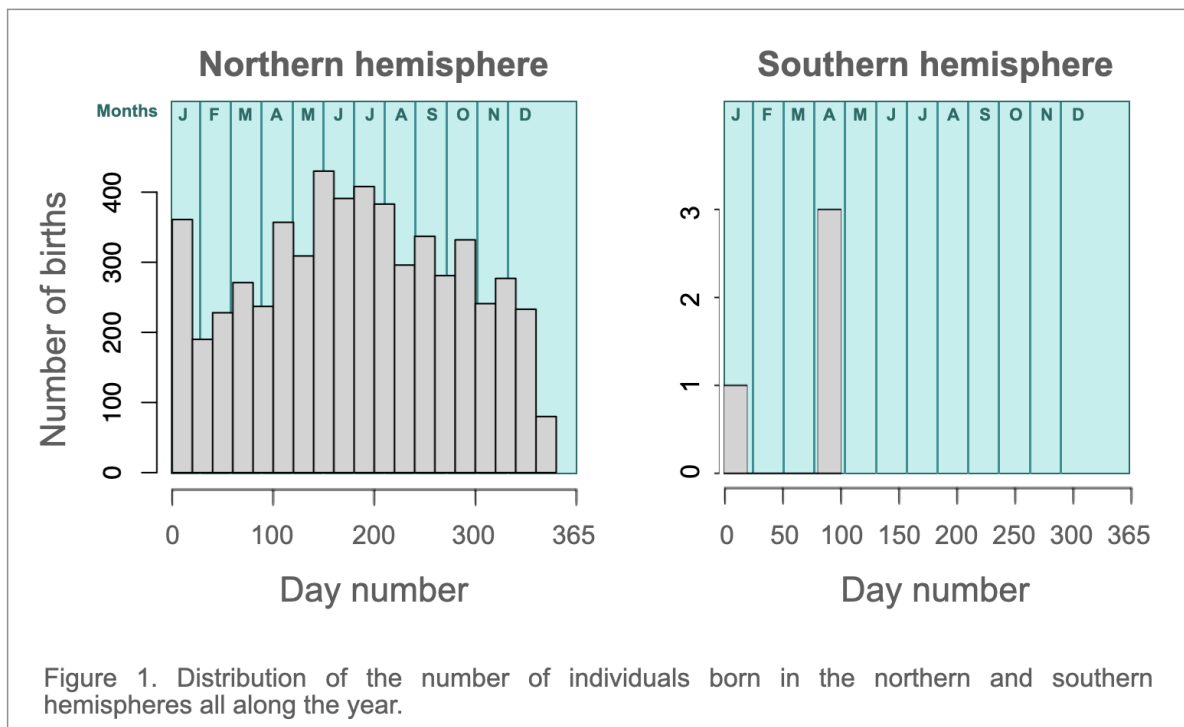 Northern hemisphere
Months J F M A M J J A S O N D
Number of births
0 100 200 300 400
0 100 200 300 365
Day number
Southern hemisphere
J F M A M J J A S O N D
0 1 2 3
0 50 100 150 200 250 300 365
Day number
Figure 1. Distribution of the number of individuals born in the northern and southern
hemispheres all along the year.